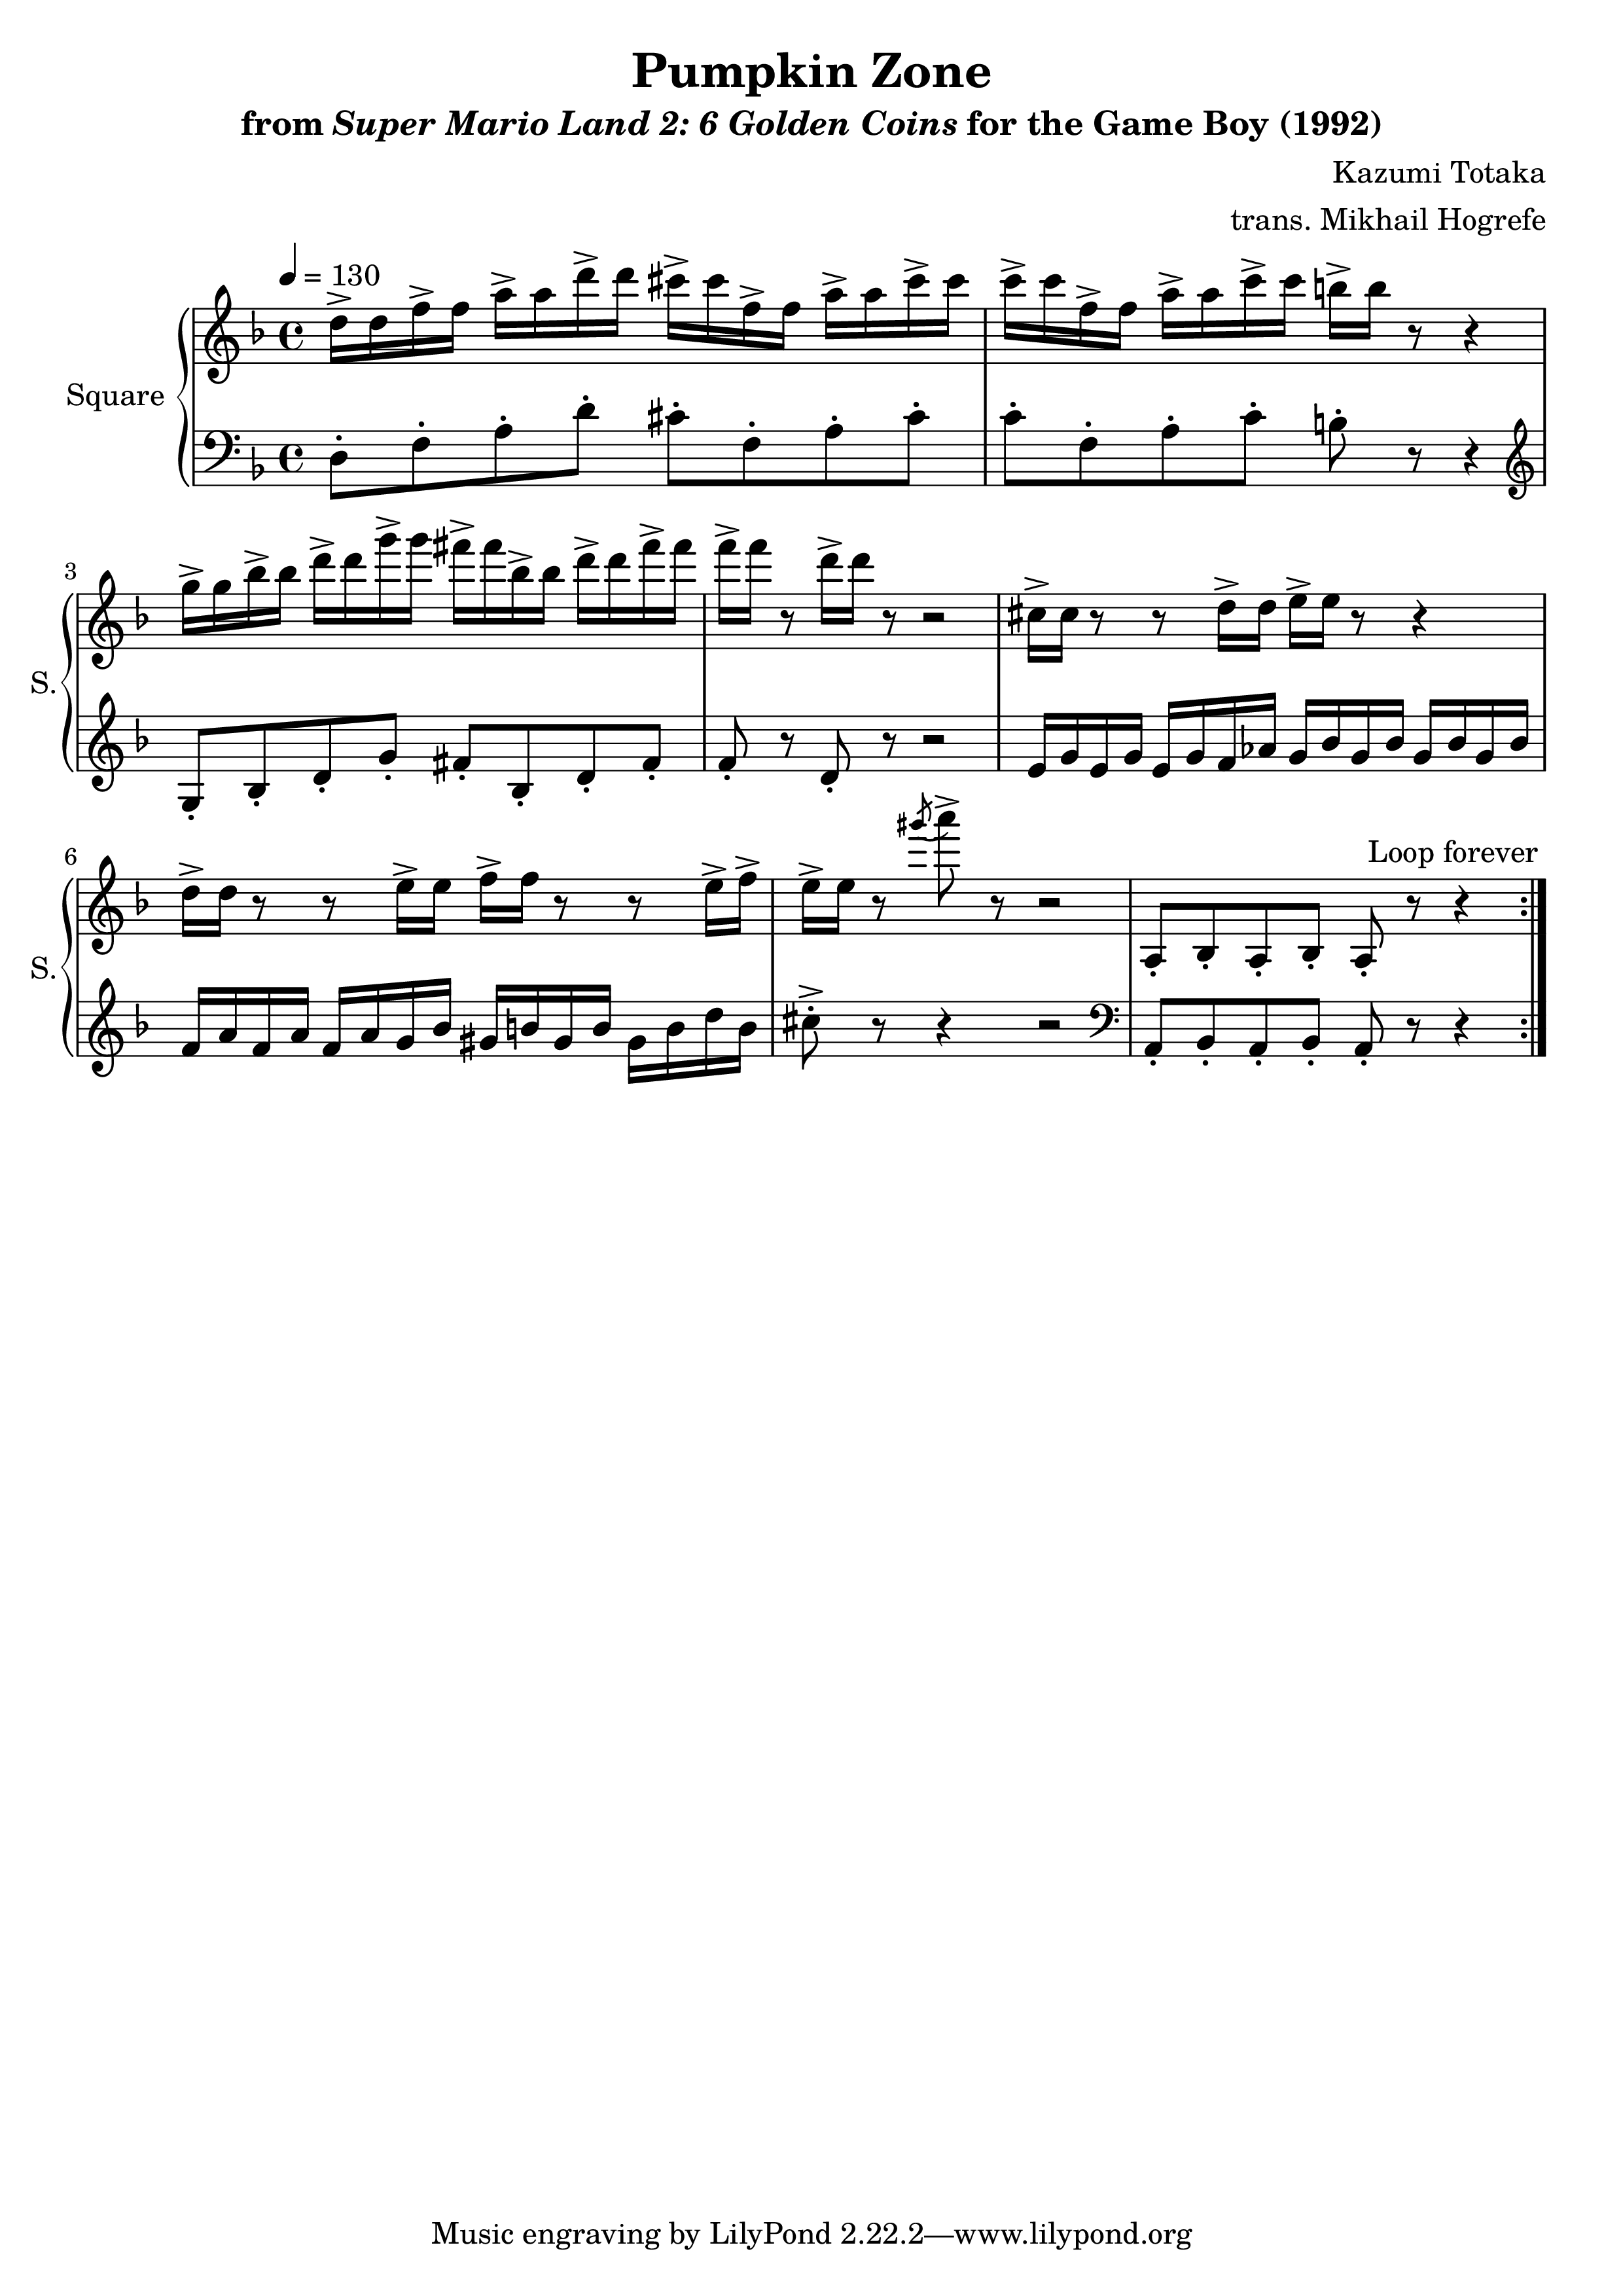 Pumpkin Zone
from Super Mario Land 2: 6 Golden Coins for the Game Boy (1992)
Kazumi Totaka
trans. Mikhail Hogrefe
= 130
Square
3
S.
6
Loop forever
S.
Music engraving by LilyPond 2.22.2—www.lilypond.org